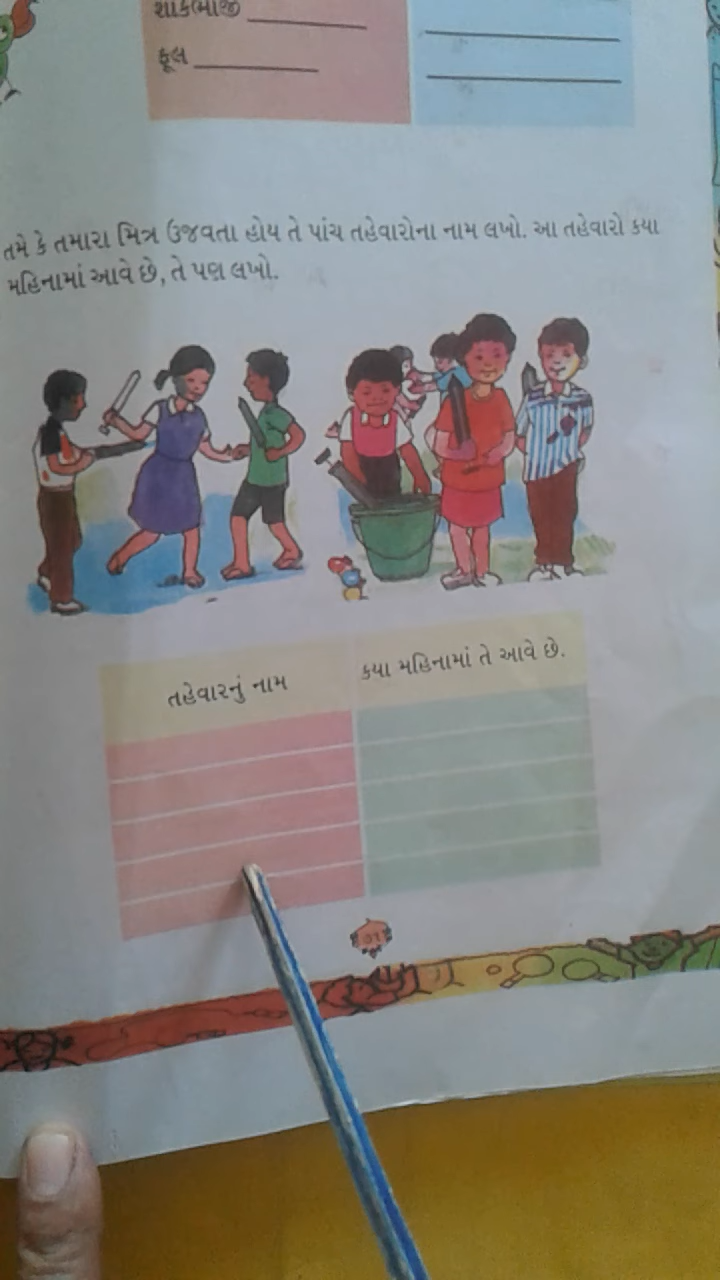 શાકભાજી
ફૂલ
તમે કે તમારા મિત્ર ઉજવતા હોય તે પાંચ તહેવારોના નામ લખો. આ તહેવારો કયા
મહિનામાં આવે છે, તે પણ લખો.
તહેવારનું નામ
કયા મહિનામાં તે આવે છે.